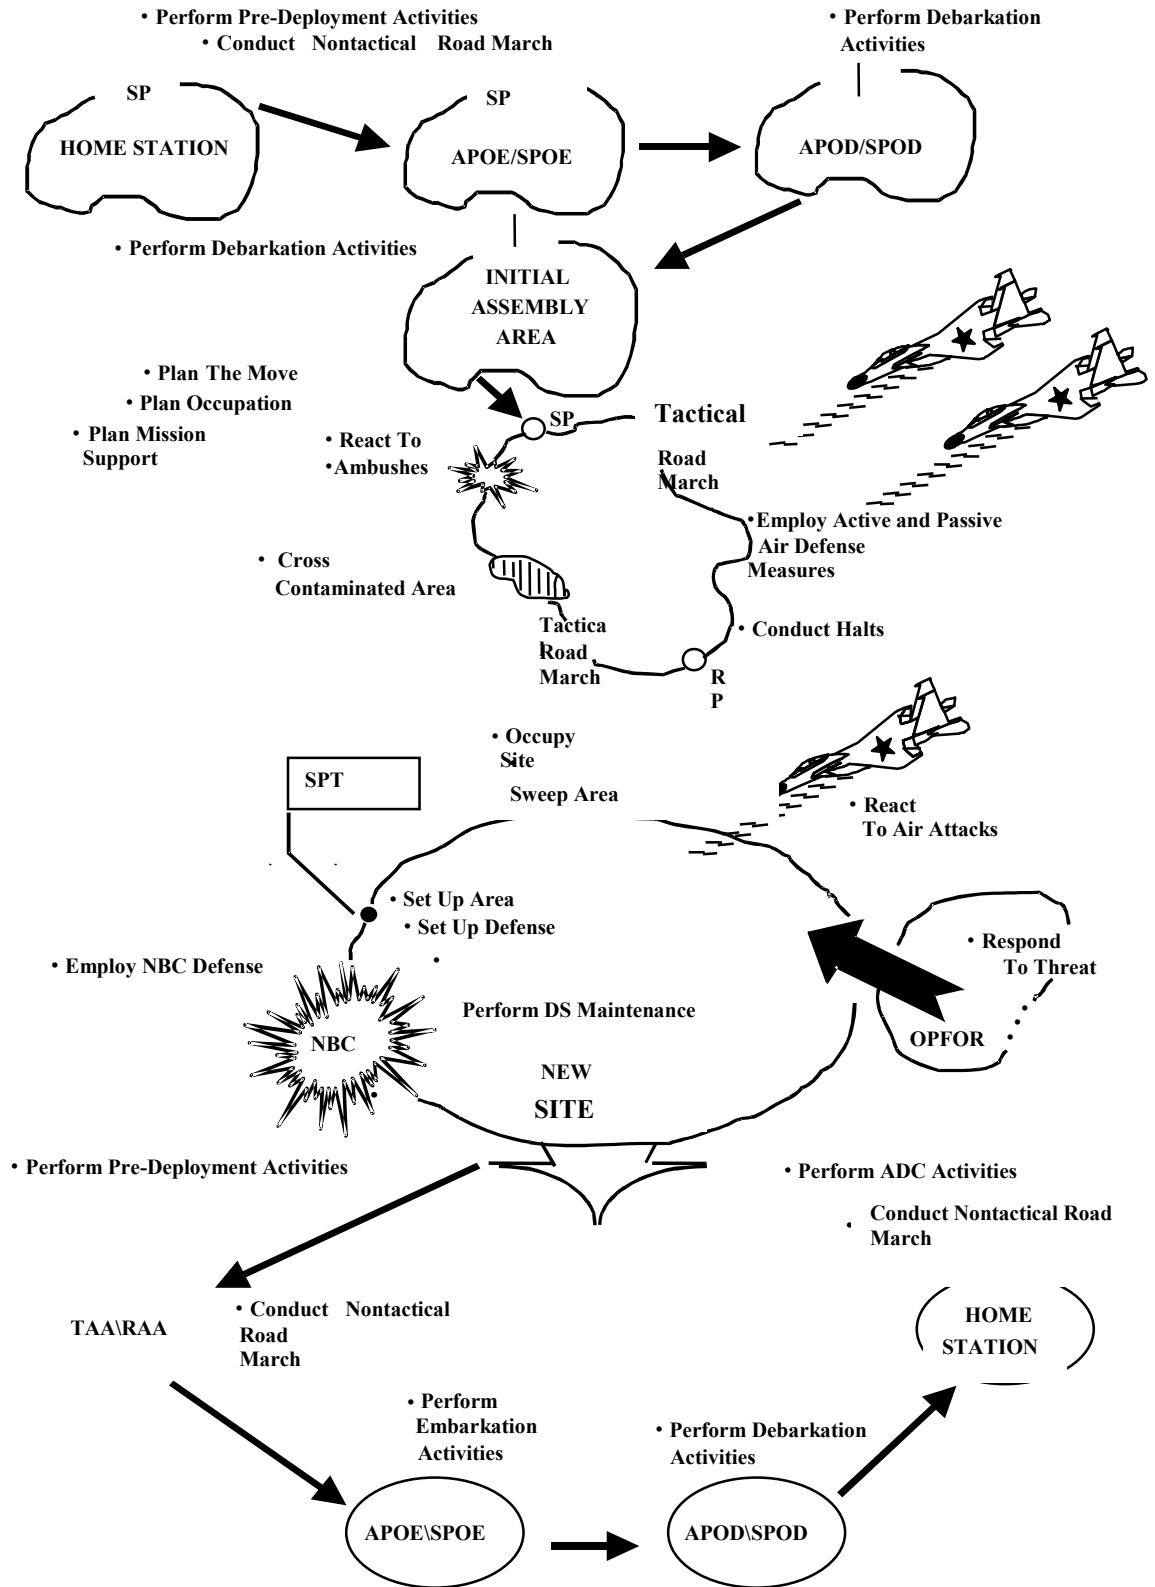 • Perform Pre-Deployment Activities
• Conduct Nontactical Road March
• Perform Debarkation
Activities
SP
HOME STATION
SP
APOE/SPOE
APOD/SPOD
• Perform Debarkation Activities
INITIAL
ASSEMBLY
AREA
• Plan The Move
• Plan Occupation
• Plan Mission
Support
• React To
• Ambushes
SP
Tactical
Road
March
• Employ Active and Passive
Air Defense
Measures
• Cross
Contaminated Area
Tactica
l
Road
March
• Conduct Halts
R
P
• Occupy
Site
•
Sweep Area
SPT
• React
To Air Attacks
• Set Up Area
• Set Up Defense
•
• Employ NBC Defense
• Respond
To Threat
Perform DS Maintenance
NBC
OPFOR
NEW
SITE
• Perform Pre-Deployment Activities
• Perform ADC Activities
• Conduct Nontactical Road
March
TAA\RAA
• Conduct Nontactical
Road
March
HOME
STATION
• Perform
Embarkation
Activities
• Perform Debarkation
Activities
APOE\SPOE
APOD\SPOD